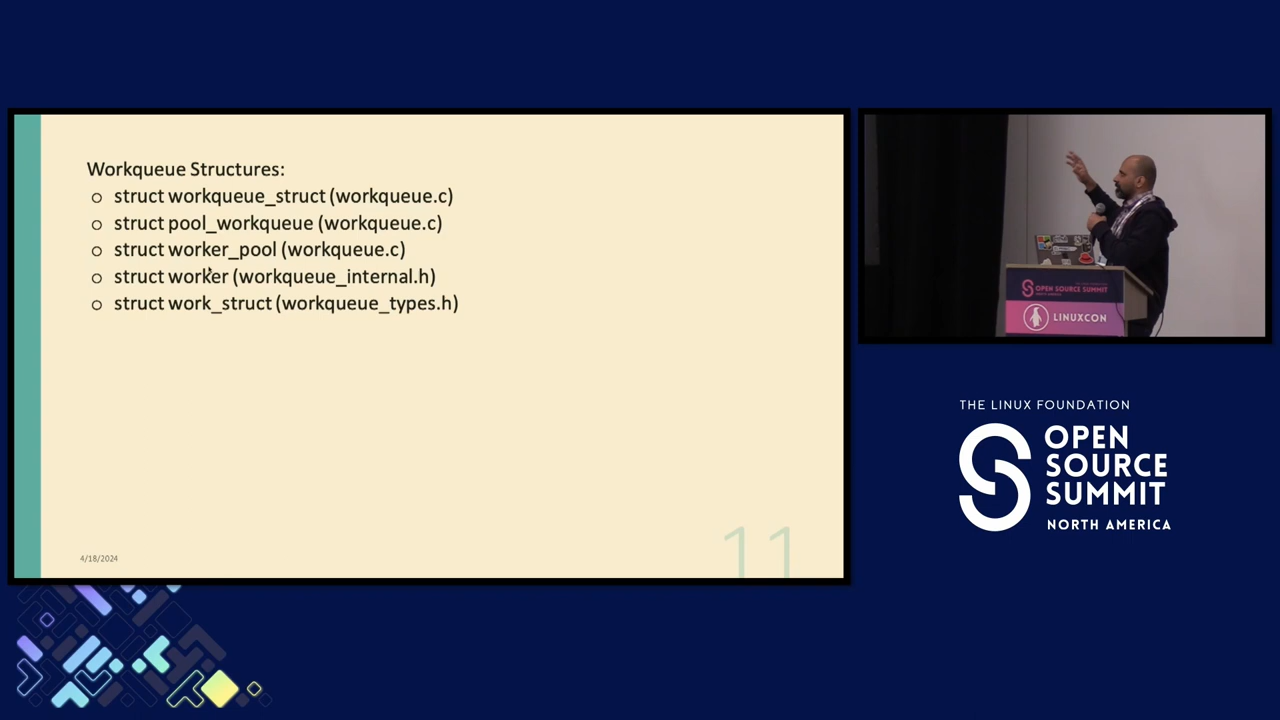 Workqueue Structures:
o struct workqueue_struct (workqueue.c)
o struct pool_workqueue (workqueue.c)
o struct worker_pool (workqueue.c)
o struct worker (workqueue_internal.h)
o struct work_struct (workqueue_types.h)
4/18/2024
11
OPEN SOURCE SUMMIT
LINUXCON
THE LINUX FOUNDATION
OPEN
SOURCE
SUMMIT
NORTH AMERICA